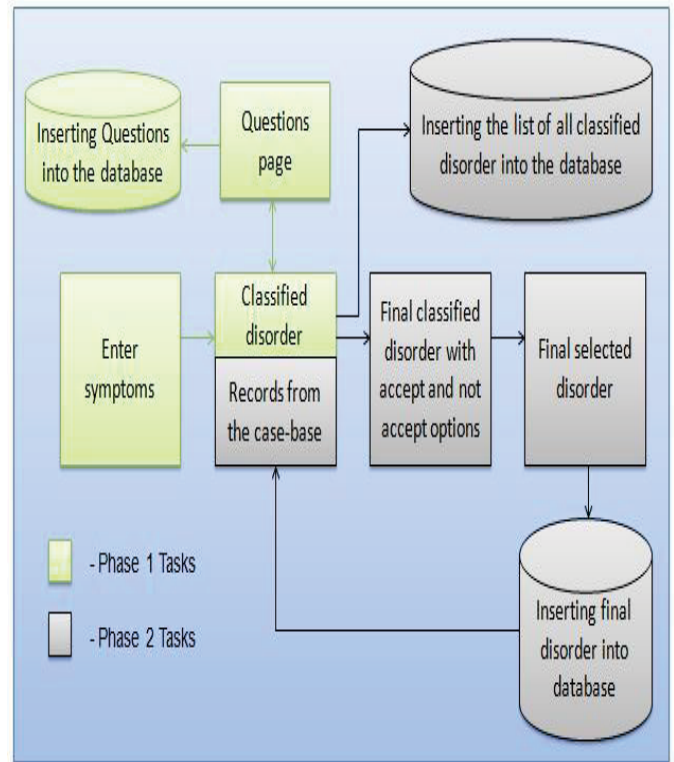 Inserting Questions
into the database
Questions
page
Inserting the list of all classified
disorder into the database
Enter
symptoms
Classified
disorder
Records from
the case-base
Final classified
disorder with
accept and not
accept options
Final selected
disorder
- Phase 1 Tasks
- Phase 2 Tasks
Inserting final
disorder into
database